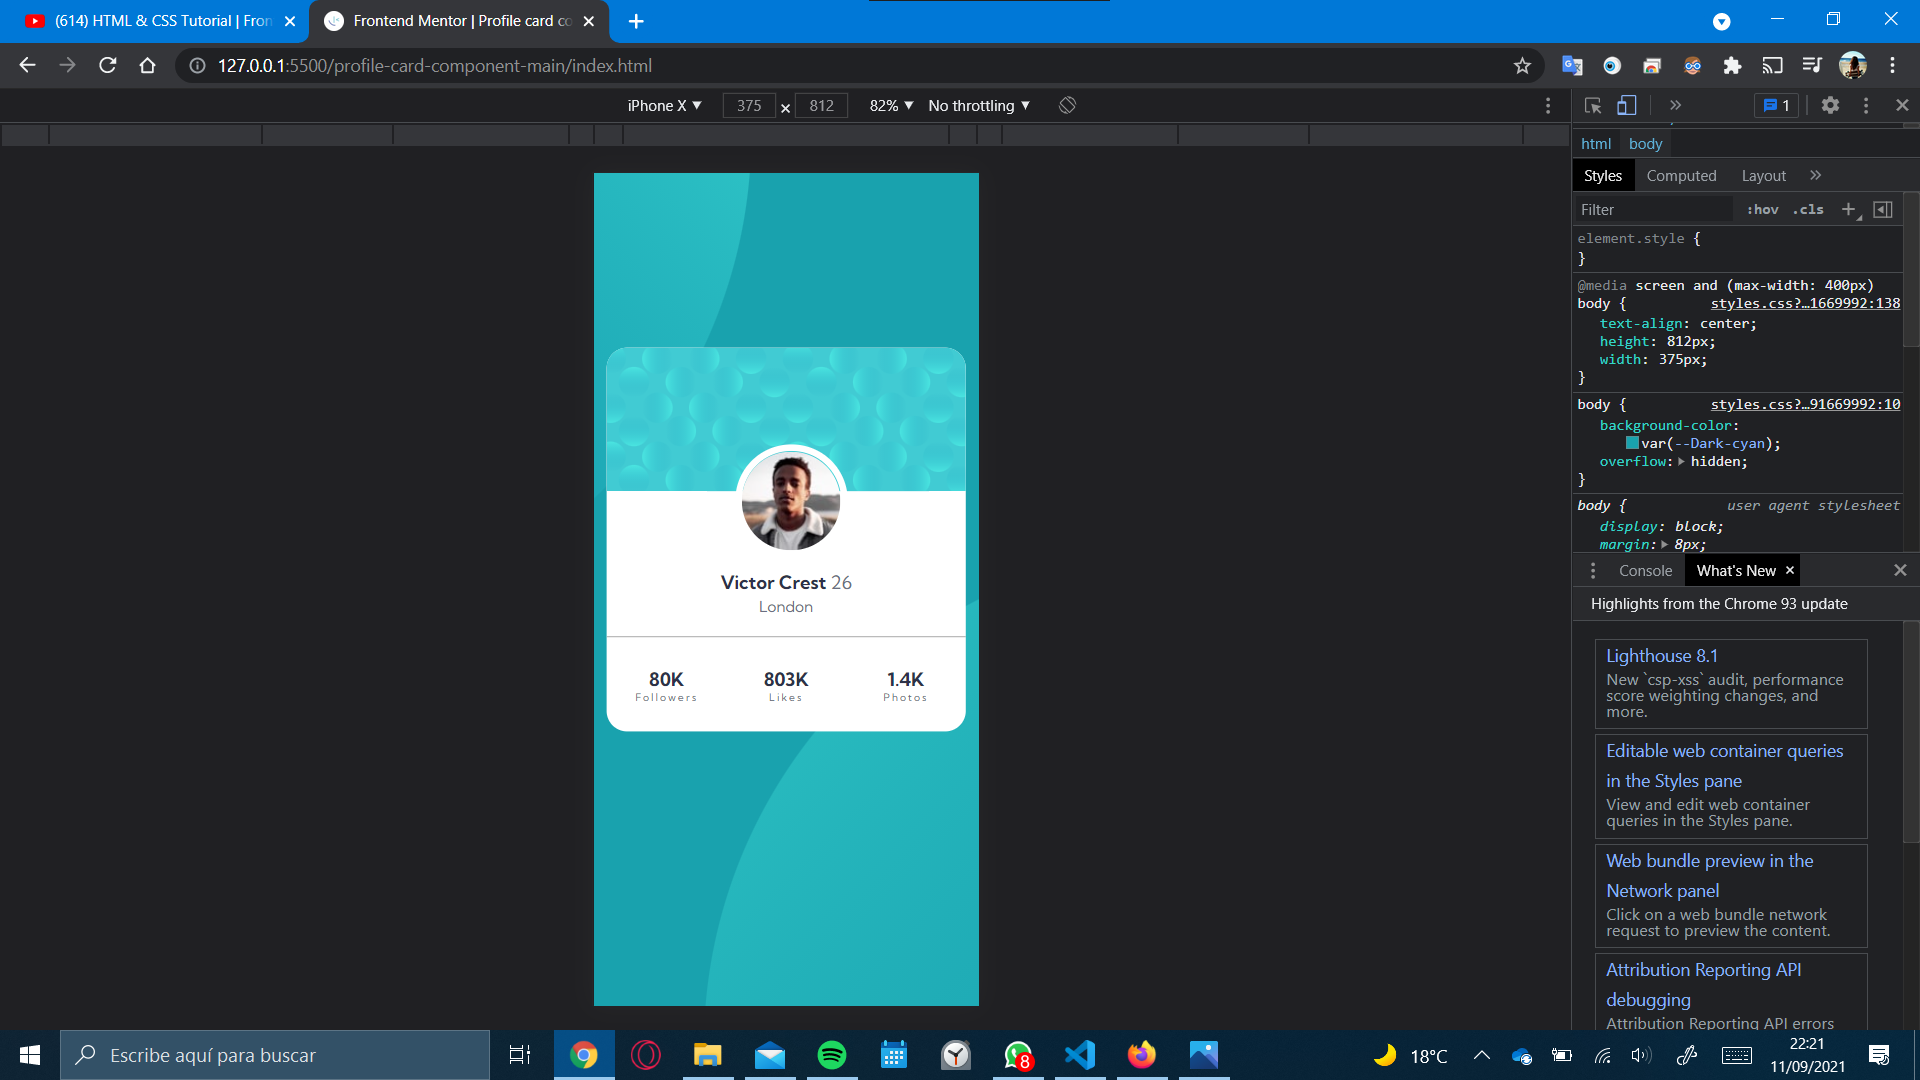 (614) HTML & CSS Tutorial | Fron
Frontend Mentor | Profile card co
127.0.0.1:5500/profile-card-component-main/index.html
iPhone X ▼ 375 × 812 82% ▼ No throttling ▼
1
html body
Styles Computed Layout
Filter :hov .cls
element.style {
}
@media screen and (max-width: 400px)
body { styles.css?…1669992:138
text-align: center;
height: 812px;
width: 375px;
}
body { styles.css?…91669992:10
background-color:
var(--Dark-cyan);
overflow: hidden;
}
body { user agent stylesheet
display: block;
margin: 8px;
Console What's New
Highlights from the Chrome 93 update
Lighthouse 8.1
New `csp-xss` audit, performance
score weighting changes, and
more.
Editable web container queries
in the Styles pane
View and edit web container
queries in the Styles pane.
Web bundle preview in the
Network panel
Click on a web bundle network
request to preview the content.
Attribution Reporting API
debugging
Attribution Reporting API errors
Victor Crest 26
London
80K 803K 1.4K
Followers Likes Photos
Escribe aquí para buscar
8
18°C
22:21
11/09/2021